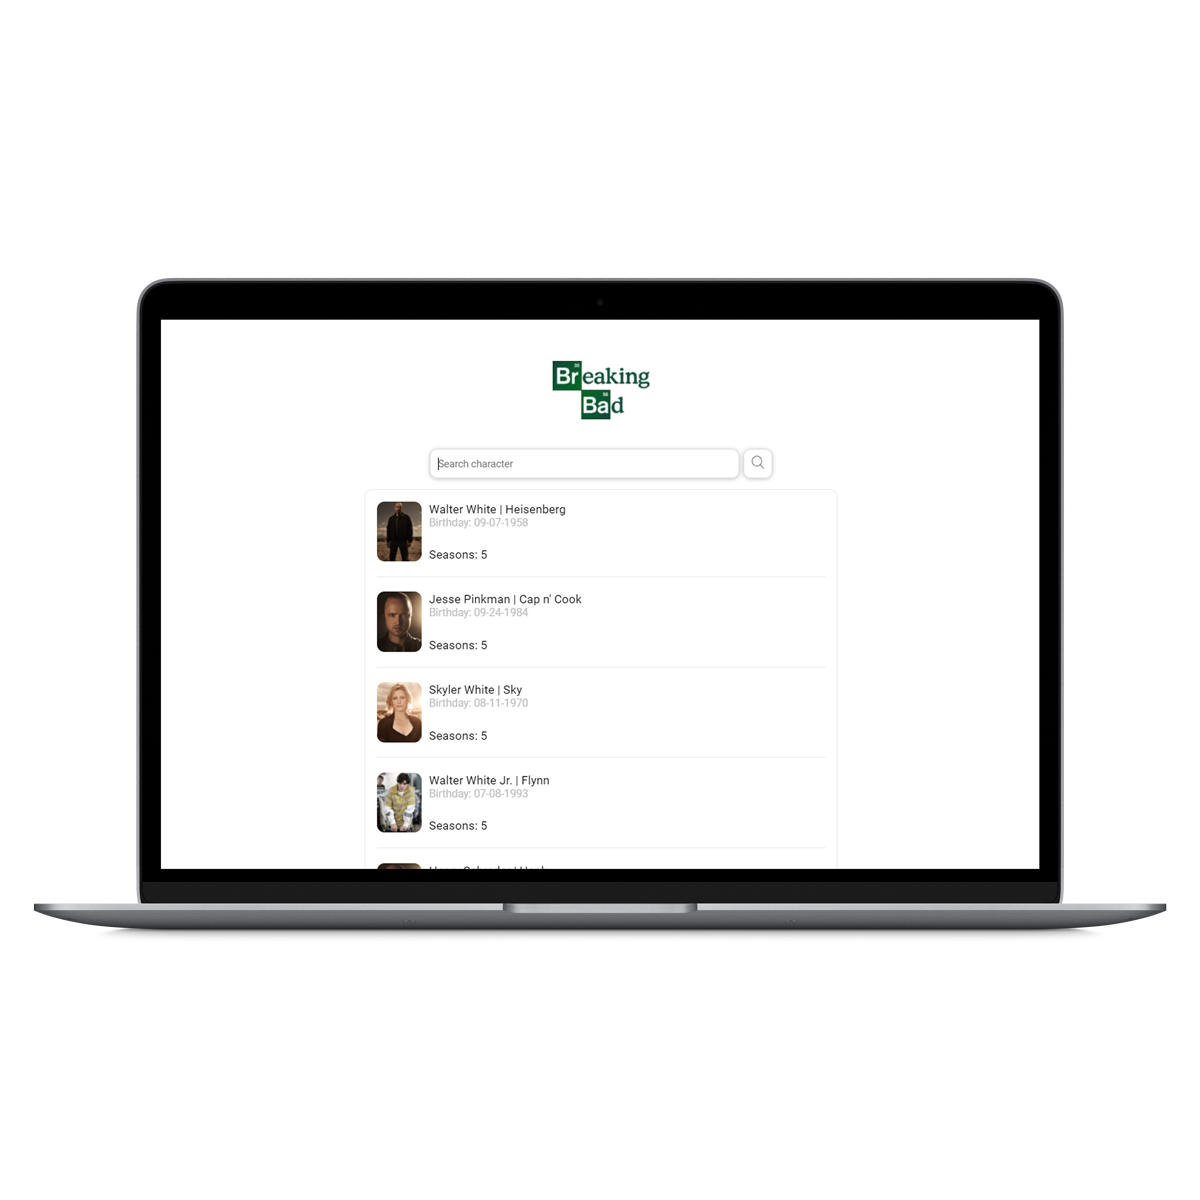 35
Breaking
56
Bad
Search character
Walter White | Heisenberg
Birthday: 09-07-1958
Seasons: 5
Jesse Pinkman | Cap n' Cook
Birthday: 09-24-1984
Seasons: 5
Skyler White | Sky
Birthday: 08-11-1970
Seasons: 5
Walter White Jr. | Flynn
Birthday: 07-08-1993
Seasons: 5